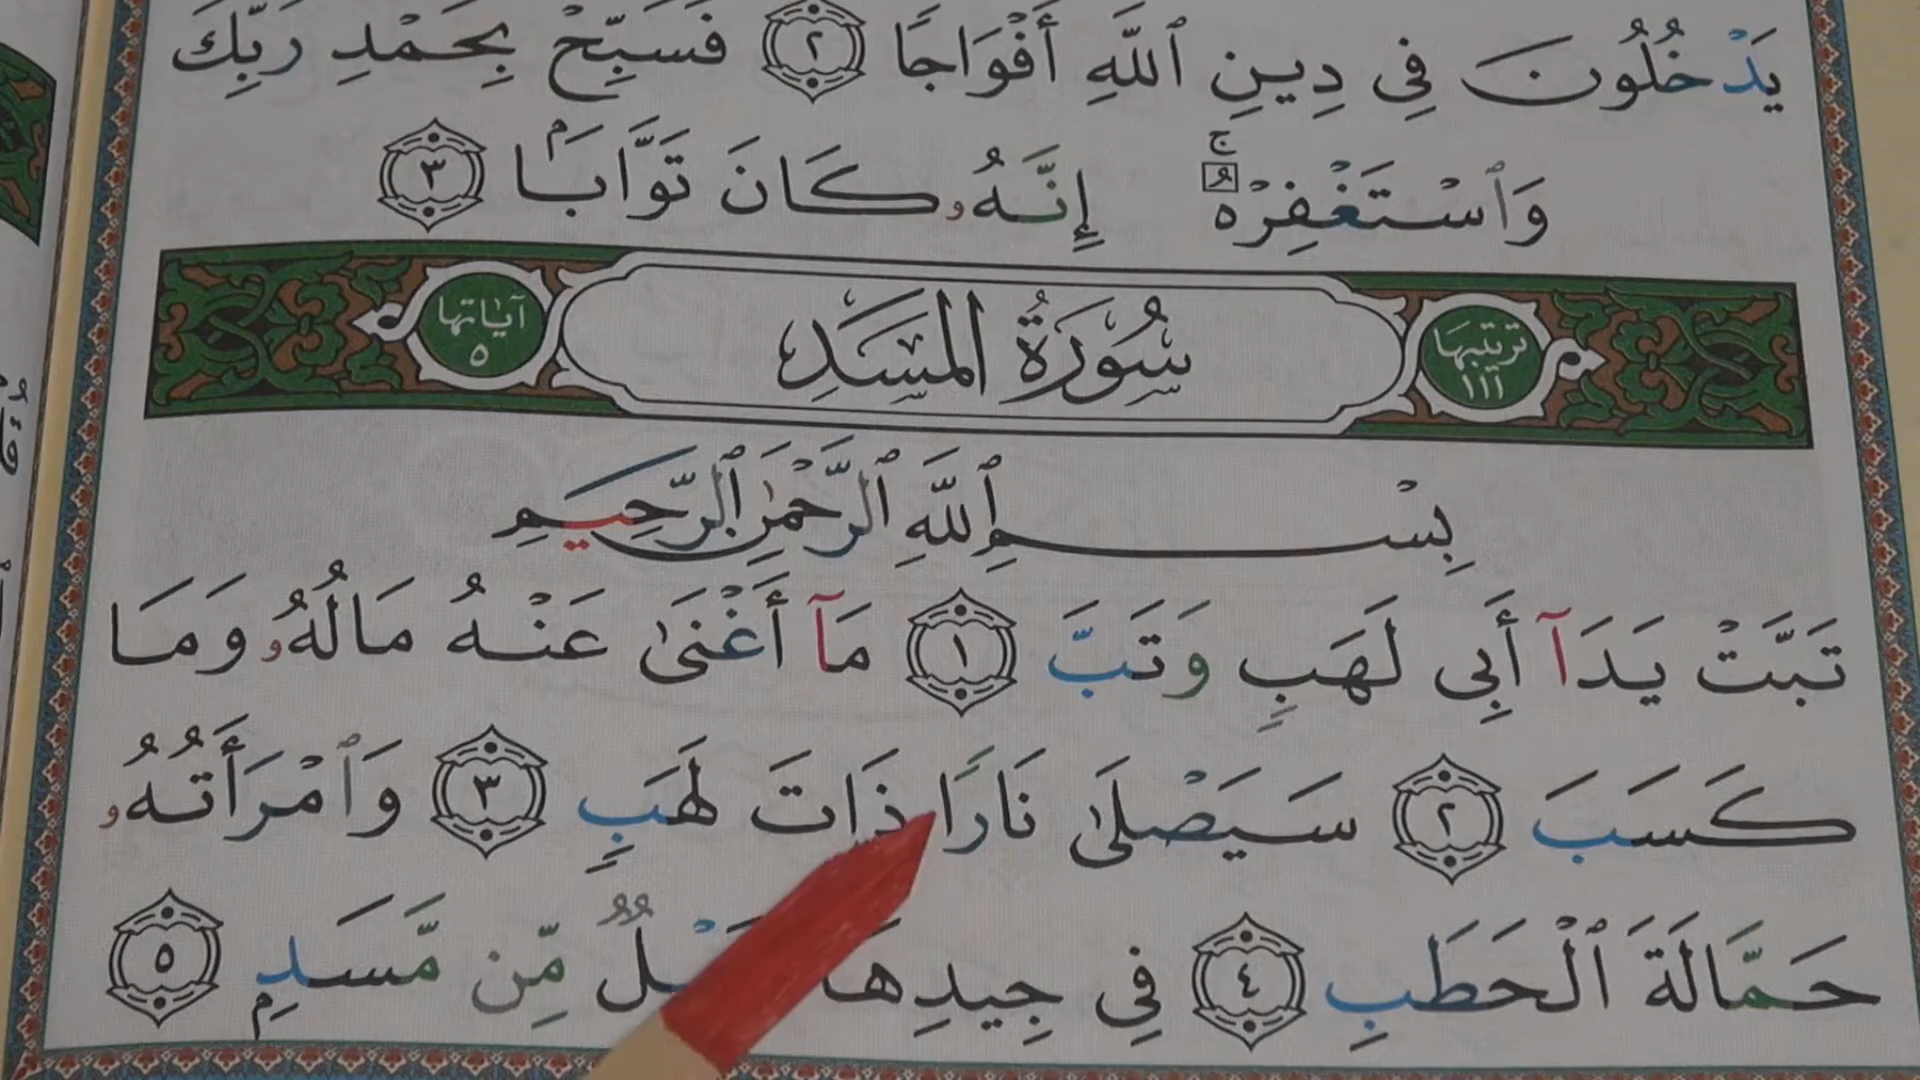 يَدْخُلُونَ فِى دِينِ ٱللَّهِ أَفْوَاجًا ٢ فَسَبِّحْ بِحَمْدِ رَبِّكَ
وَٱسْتَغْفِرْهُ ۚ إِنَّهُۥ كَانَ تَوَّابًۢا ٣
ترتيبها ١١١ سُورَةُ المَسَدِ آياتها ٥
بِسْمِ ٱللَّهِ ٱلرَّحْمَٰنِ ٱلرَّحِيمِ
تَبَّتْ يَدَآ أَبِى لَهَبٍ وَتَبَّ ١ مَآ أَغْنَىٰ عَنْهُ مَالُهُۥ وَمَا
كَسَبَ ٢ سَيَصْلَىٰ نَارًا ذَاتَ لَهَبٍ ٣ وَٱمْرَأَتُهُۥ
حَمَّالَةَ ٱلْحَطَبِ ٤ فِى جِيدِهَا مِّن مَّسَدٍۭ ٥